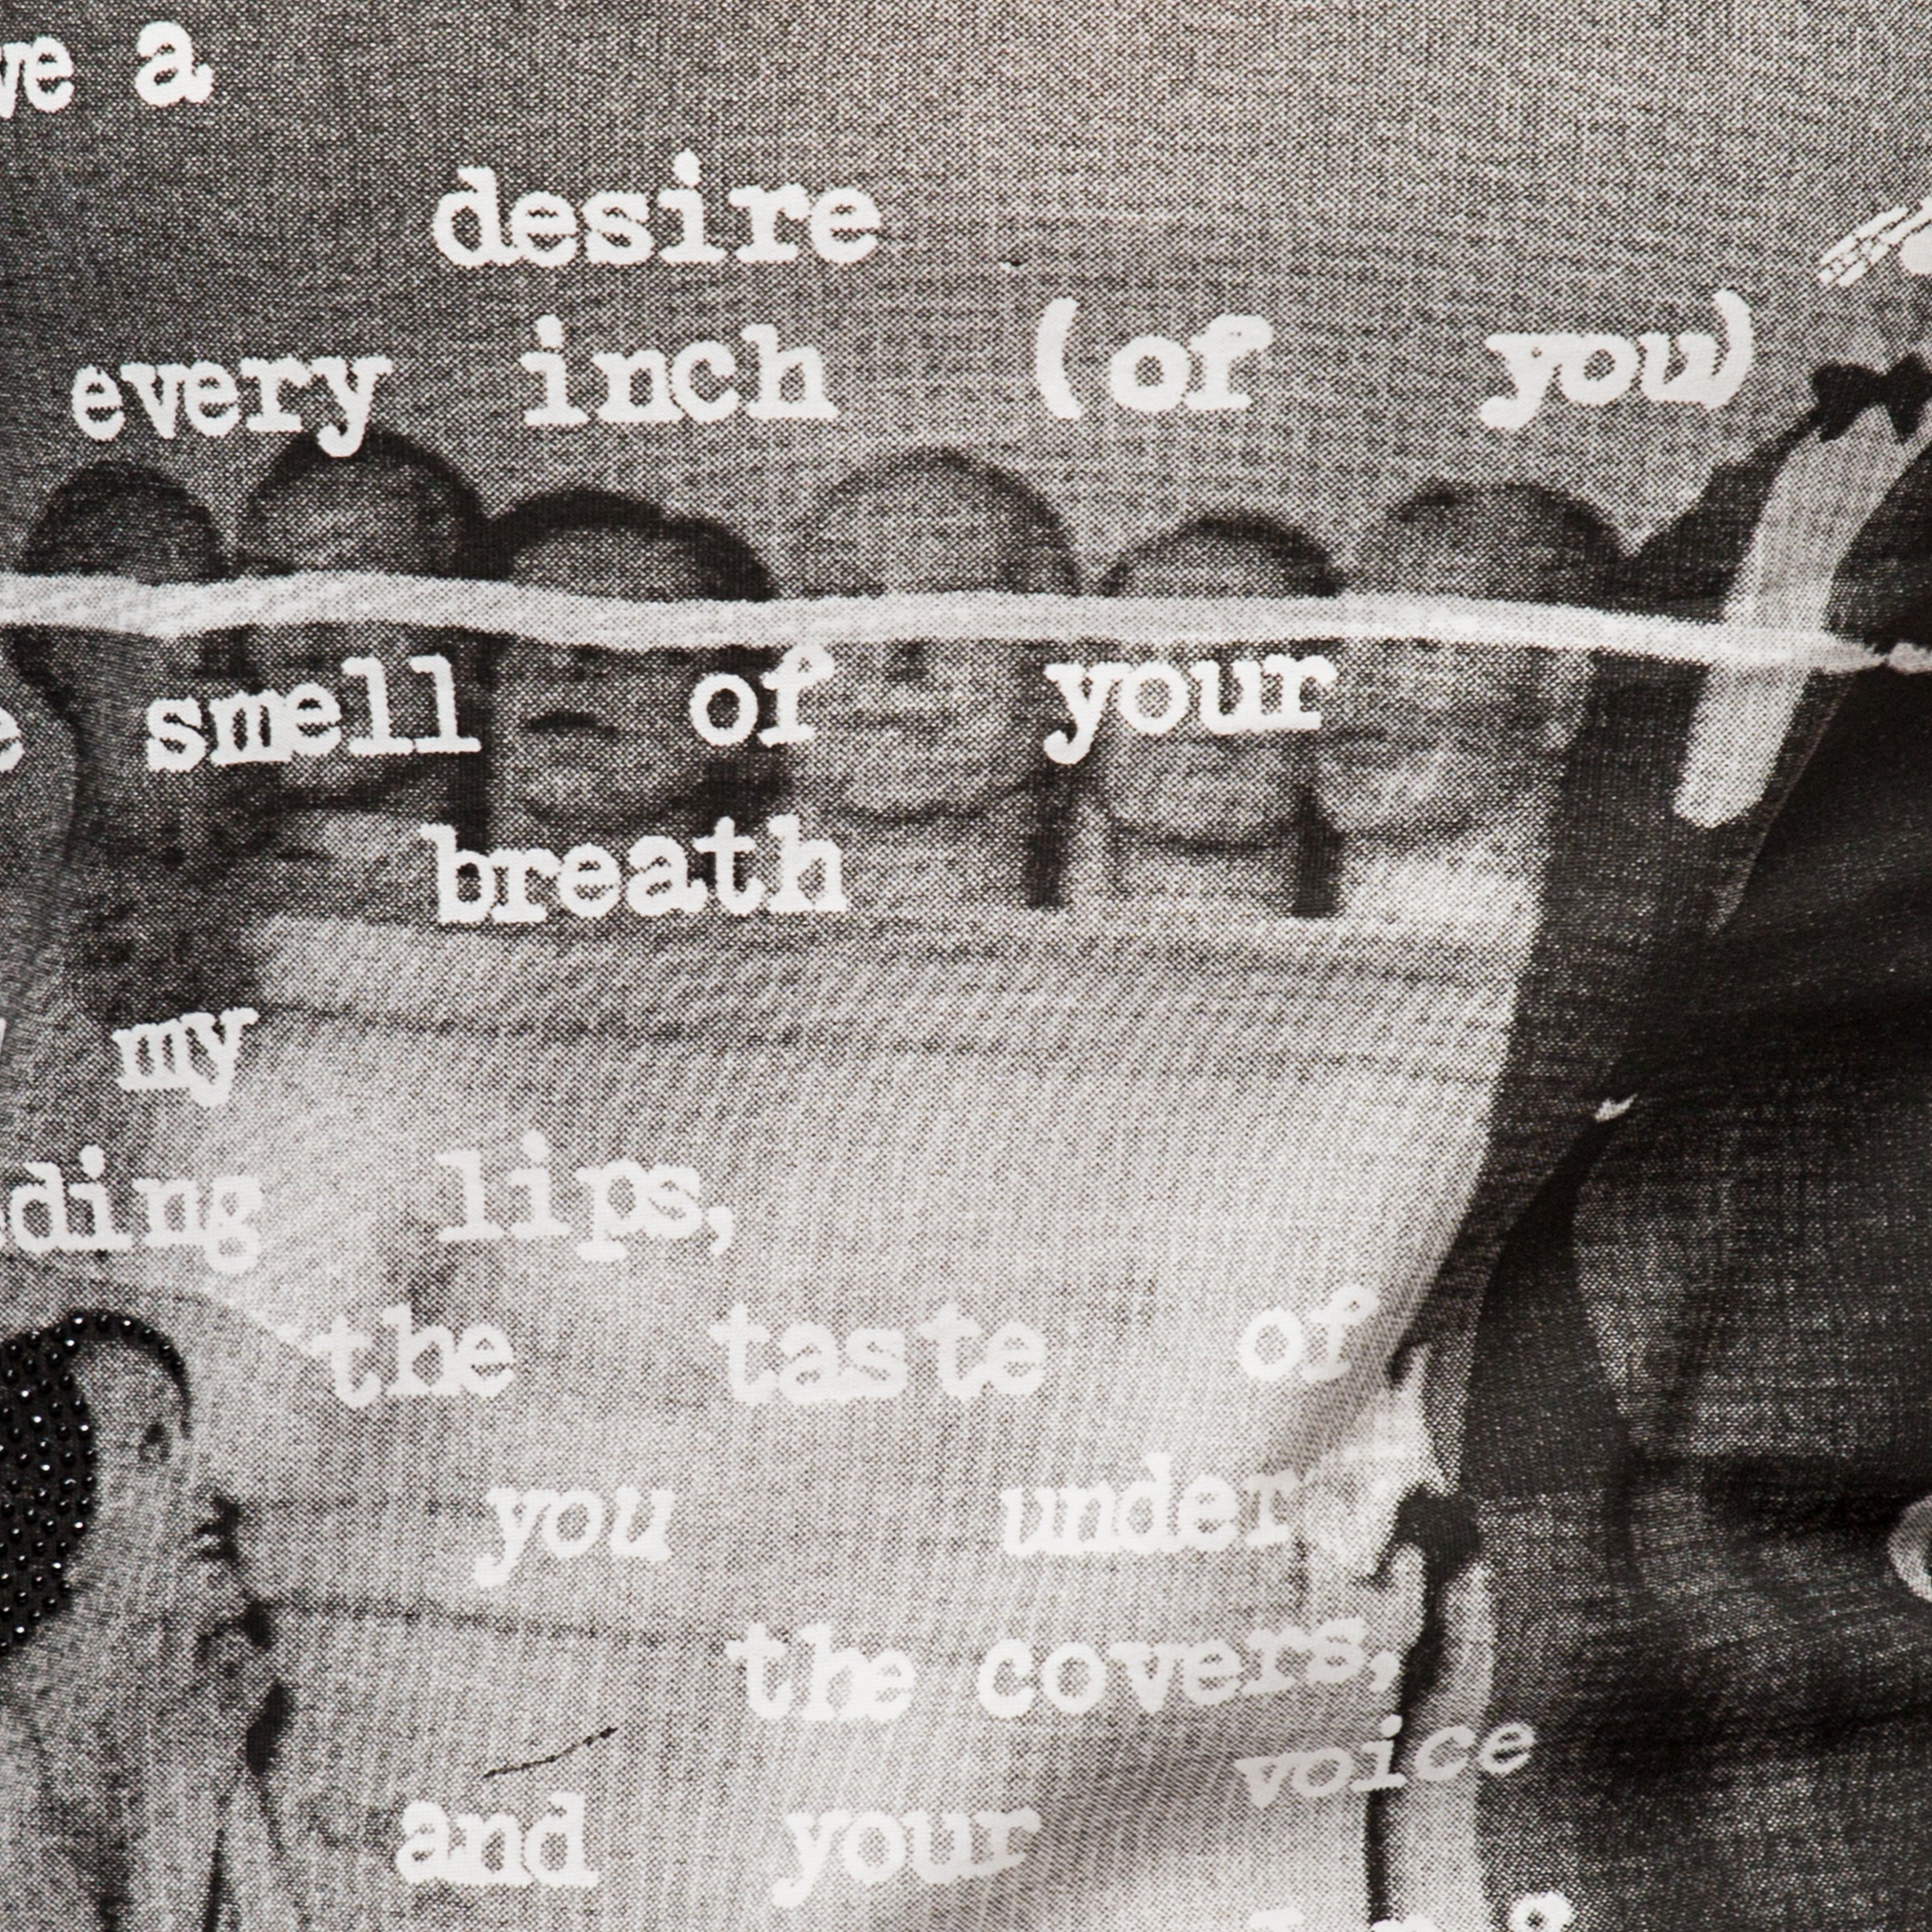 ve a
desire
every inch (of you)
e smell of your
breath
my
ding lips,
the taste of
you under
the covers,
voice
and your